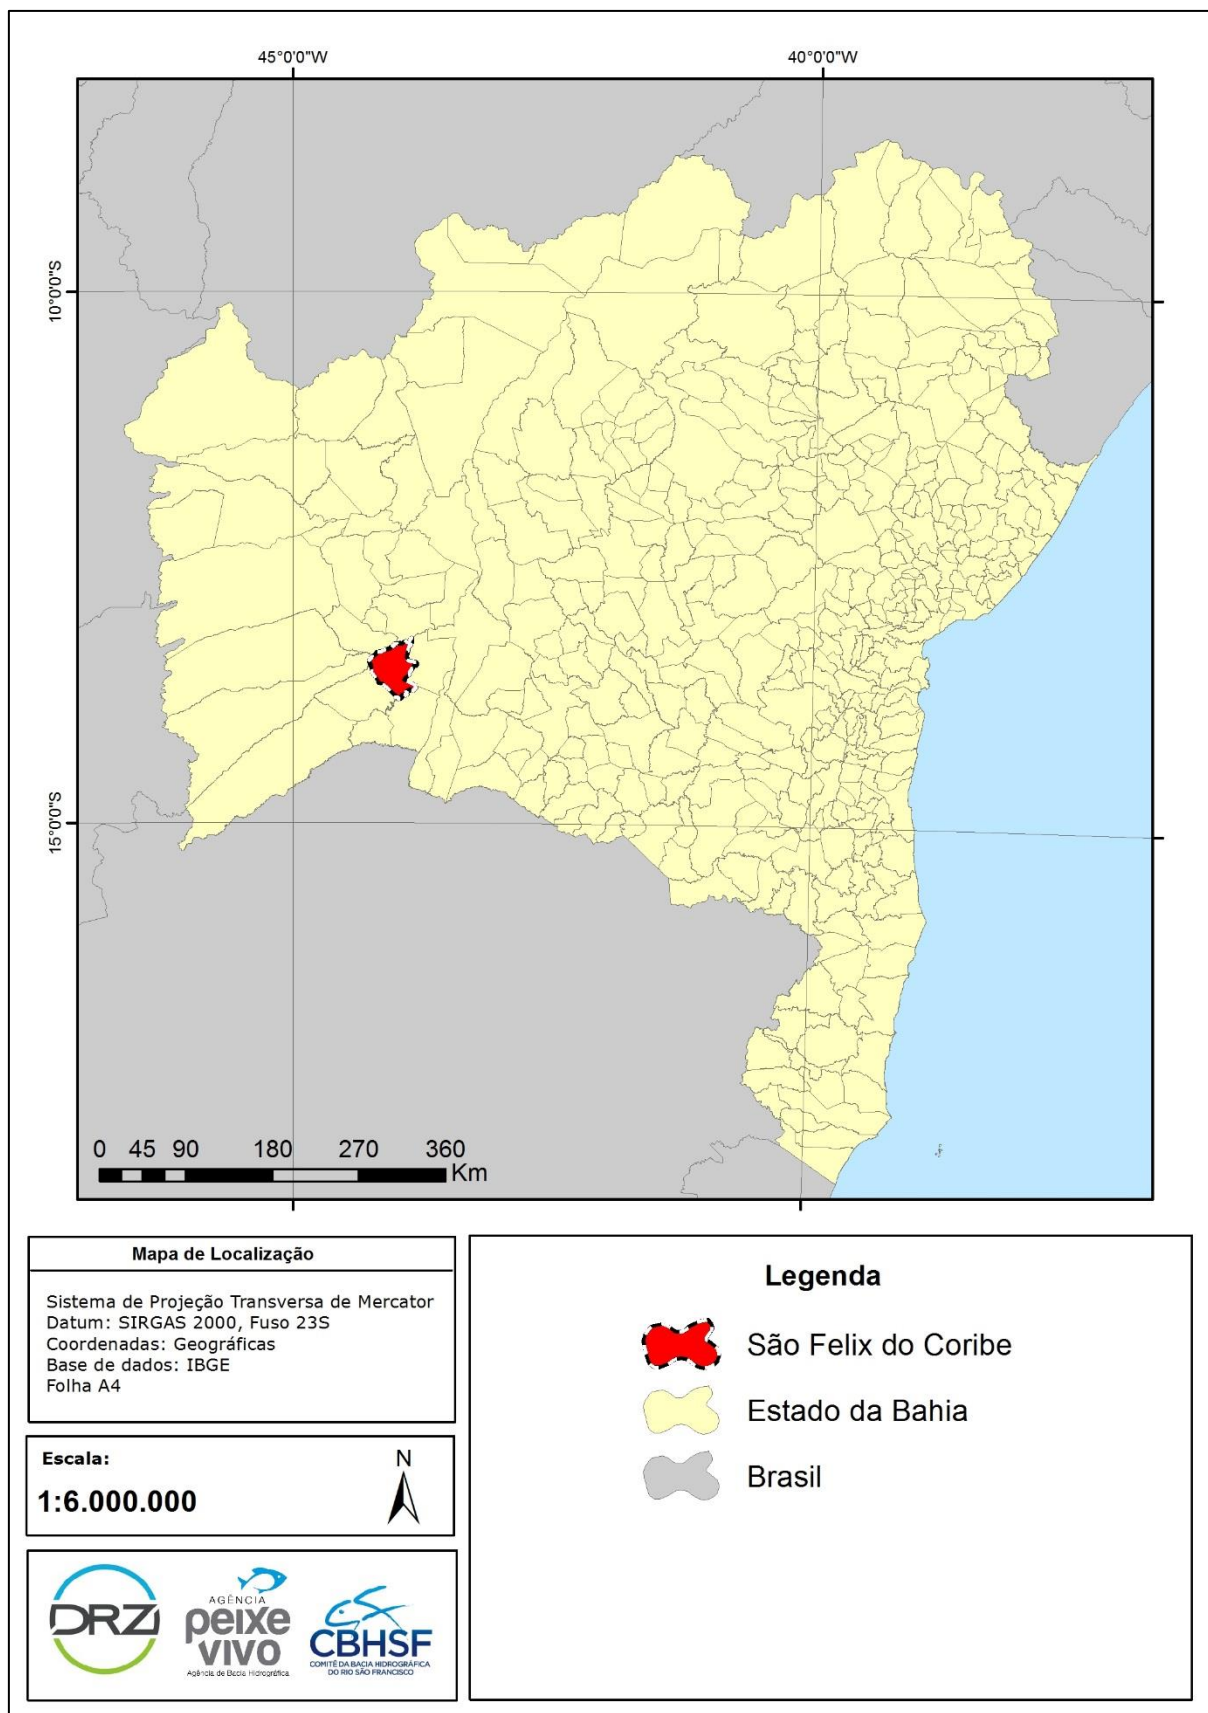 45°0'0"W 40°0'0"W
10°0'0"S
15°0'0"S
0 45 90 180 270 360
Km
Mapa de Localização
Sistema de Projeção Transversa de Mercator
Datum: SIRGAS 2000, Fuso 23S
Coordenadas: Geográficas
Base de dados: IBGE
Folha A4
Escala:
1:6.000.000
N
DRZ
AGÊNCIA
peixe
vivo
Agência de Bacia Hidrográfica
CBHSF
COMITÊ DA BACIA HIDROGRÁFICA
DO RIO SÃO FRANCISCO
Legenda
São Felix do Coribe
Estado da Bahia
Brasil